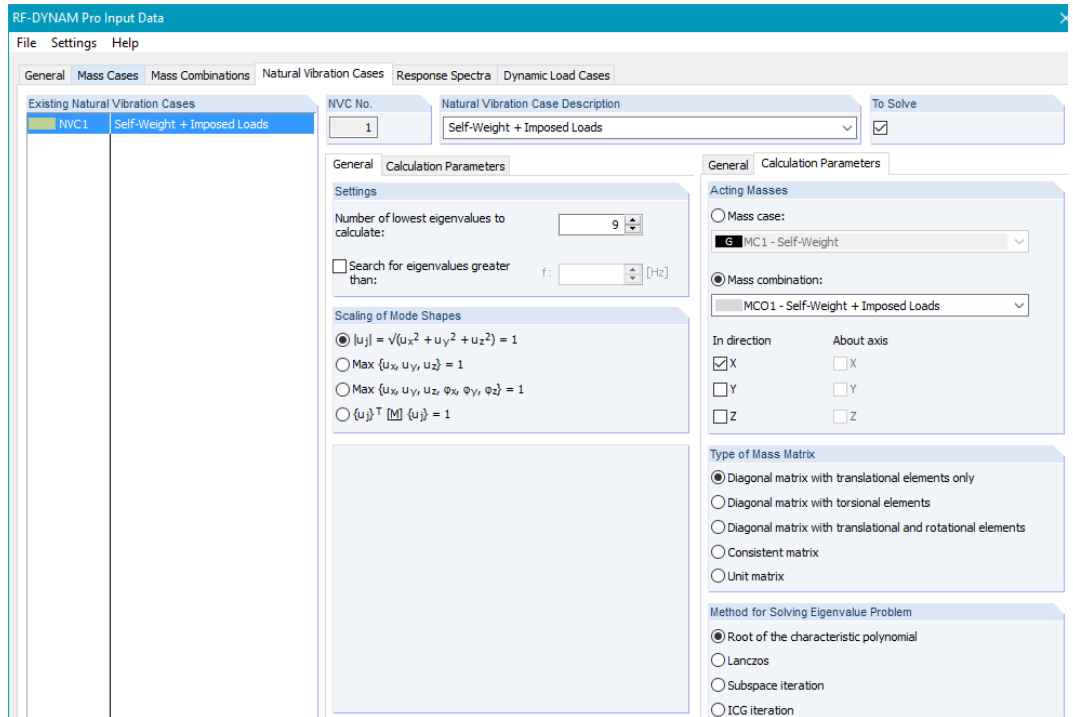 RF-DYNAM Pro Input Data
File Settings Help
General Mass Cases Mass Combinations Natural Vibration Cases Response Spectra Dynamic Load Cases
Existing Natural Vibration Cases
NVC1 Self-Weight + Imposed Loads
NVC No.
1
Natural Vibration Case Description
Self-Weight + Imposed Loads
To Solve
General Calculation Parameters
Settings
Number of lowest eigenvalues to
calculate:
9
Search for eigenvalues greater
than:
f : [Hz]
Scaling of Mode Shapes
|uj| = √(ux² + uy² + uz²) = 1
Max {ux, uy, uz} = 1
Max {ux, uy, uz, φx, φy, φz} = 1
{uj}ᵀ [M] {uj} = 1
General Calculation Parameters
Acting Masses
Mass case:
G MC1 - Self-Weight
Mass combination:
MCO1 - Self-Weight + Imposed Loads
In direction About axis
X X
Y Y
Z Z
Type of Mass Matrix
Diagonal matrix with translational elements only
Diagonal matrix with torsional elements
Diagonal matrix with translational and rotational elements
Consistent matrix
Unit matrix
Method for Solving Eigenvalue Problem
Root of the characteristic polynomial
Lanczos
Subspace iteration
ICG iteration